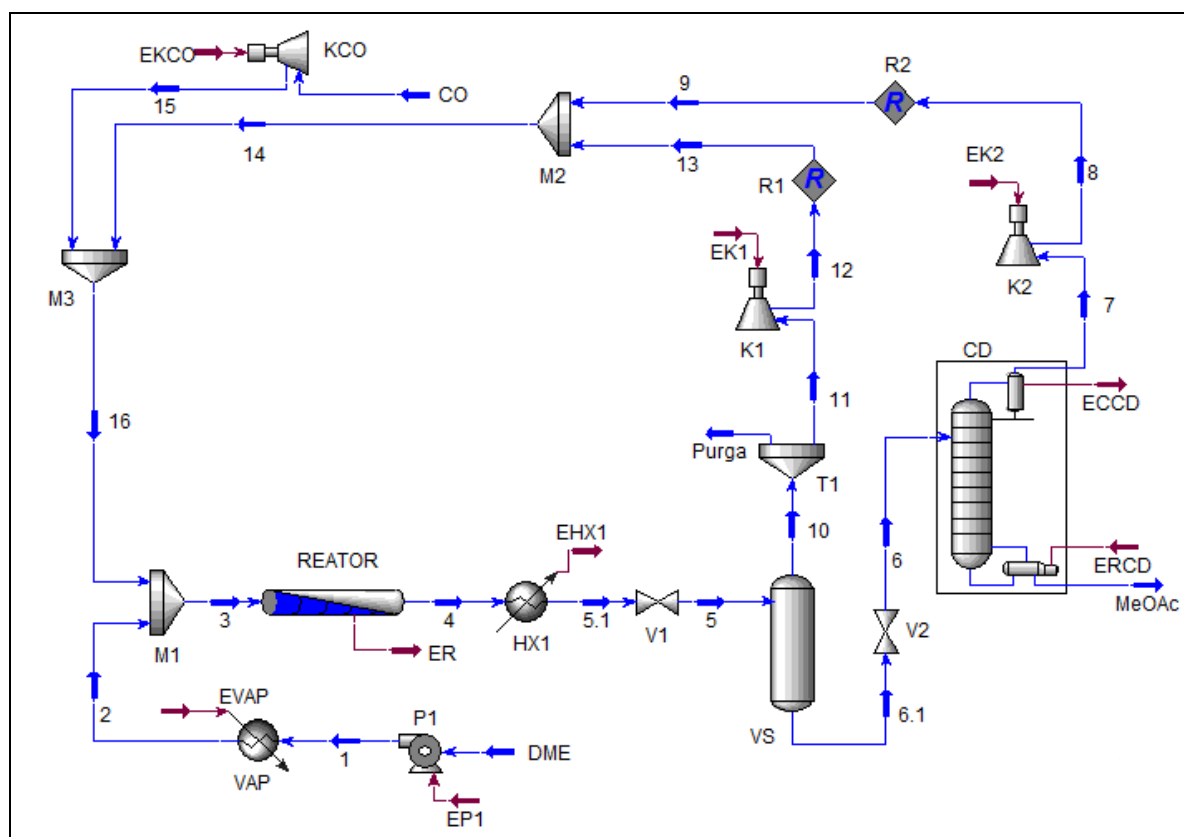 KCO
EKCO
CO
15
14
9
R2
8
EK2
K2
7
M2
13
R1
R
R
EK1
12
K1
11
M3
16
CD
ECCD
Purga
T1
10
6
ERCD
MeOAc
REATOR
EHX1
3
4
5.1
5
M1
ER
HX1
V1
V2
6.1
VS
2
EVAP
P1
1
DME
VAP
EP1